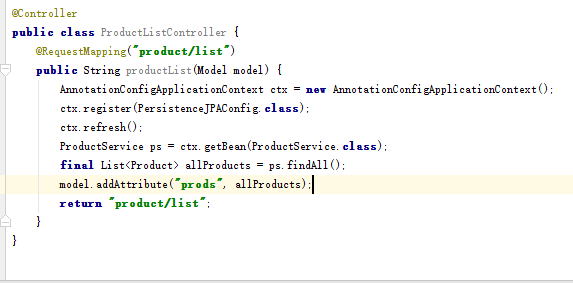 @Controller
public class ProductListController {
@RequestMapping("product/list")
public String productList(Model model) {
AnnotationConfigApplicationContext ctx = new AnnotationConfigApplicationContext();
ctx.register(PersistenceJPAConfig.class);
ctx.refresh();
ProductService ps = ctx.getBean(ProductService.class);
final List<Product> allProducts = ps.findAll();
model.addAttribute("prods", allProducts);
return "product/list";
}
}